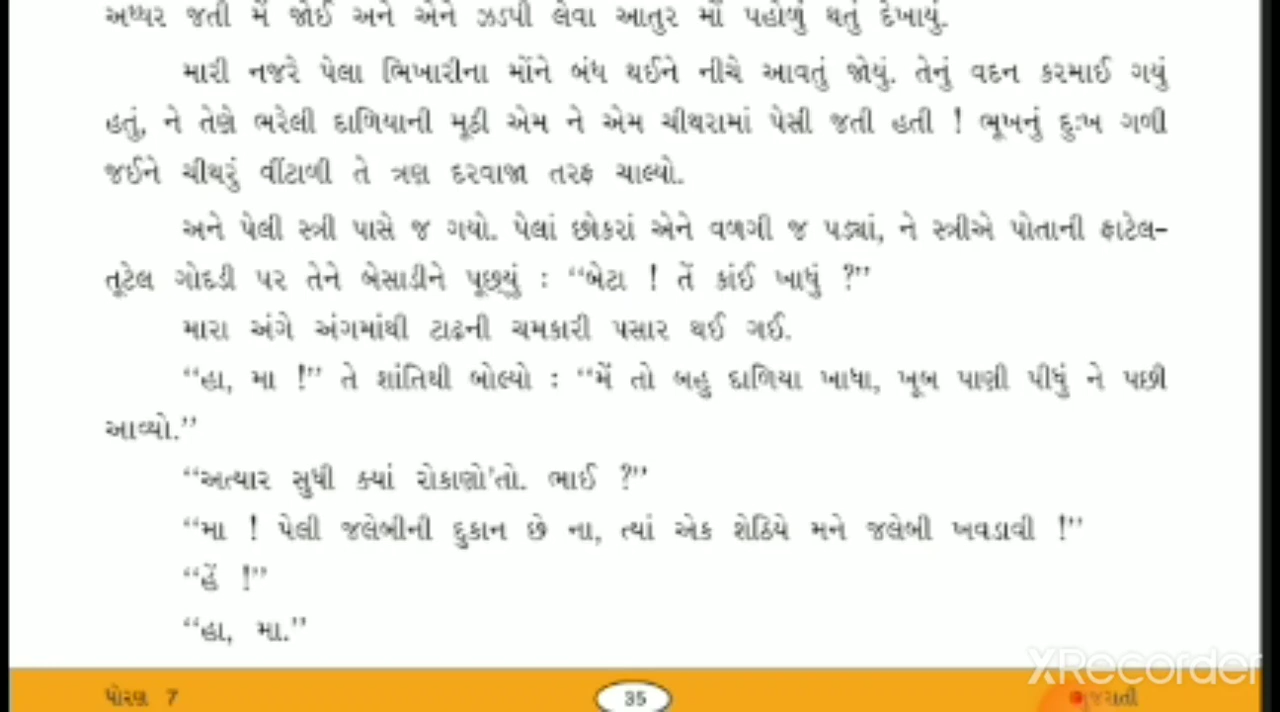 અધ્ધર જતી મેં જોઈ અને એને ઝડપી લેવા આતુર મોં પહોળું થતું દેખાયું.
મારી નજરે પેલા ભિખારીના મોંને બંધ થઈને નીચે આવતું જોયું. તેનું વદન કરમાઈ ગયું
હતું, ને તેણે ભરેલી દાળિયાની મૂઠી એમ ને એમ ચીથરામાં પેસી જતી હતી ! ભૂખનું દુઃખ ગળી
જઈને ચીથરું વીંટાળી તે ત્રણ દરવાજા તરફ ચાલ્યો.
અને પેલી સ્ત્રી પાસે જ ગયો. પેલાં છોકરાં એને વળગી જ પડ્યાં, ને સ્ત્રીએ પોતાની ફાટેલ-
તૂટેલ ગોદડી પર તેને બેસાડીને પૂછ્યું : “બેટા ! તેં કાંઈ ખાધું ?”
મારા અંગે અંગમાંથી ટાઢની ચમકારી પસાર થઈ ગઈ.
“હા, મા !” તે શાંતિથી બોલ્યો : “મેં તો બહુ દાળિયા ખાધા, ખૂબ પાણી પીધું ને પછી
આવ્યો.”
“અત્યાર સુધી ક્યાં રોકાણો’તો. ભાઈ ?”
“મા ! પેલી જલેબીની દુકાન છે ના, ત્યાં એક શેઠિયે મને જલેબી ખવડાવી !”
“હેં !”
“હા, મા.”
XRecorder
ધોરણ 7 35 ગુજરાતી